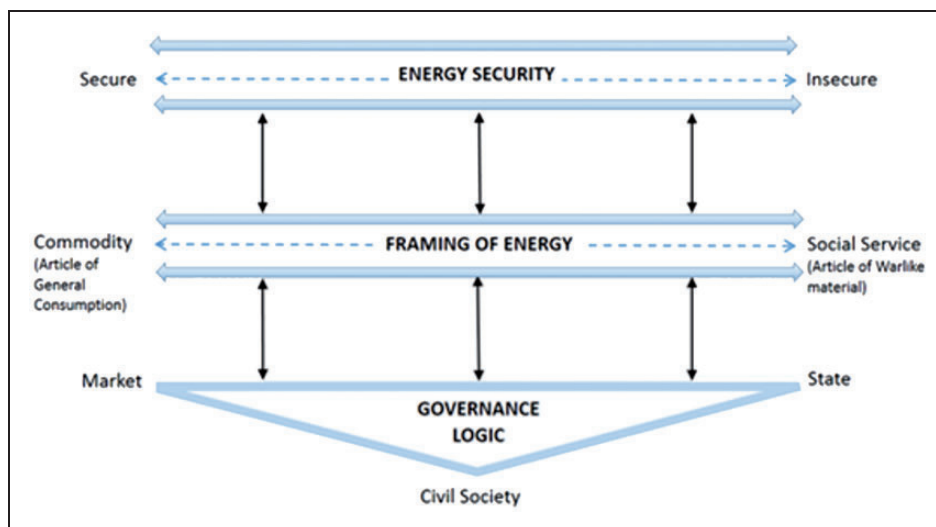 Secure
ENERGY SECURITY
Insecure
Commodity
(Article of
General
Consumption)
FRAMING OF ENERGY
Social Service
(Article of Warlike
material)
Market
State
GOVERNANCE
LOGIC
Civil Society